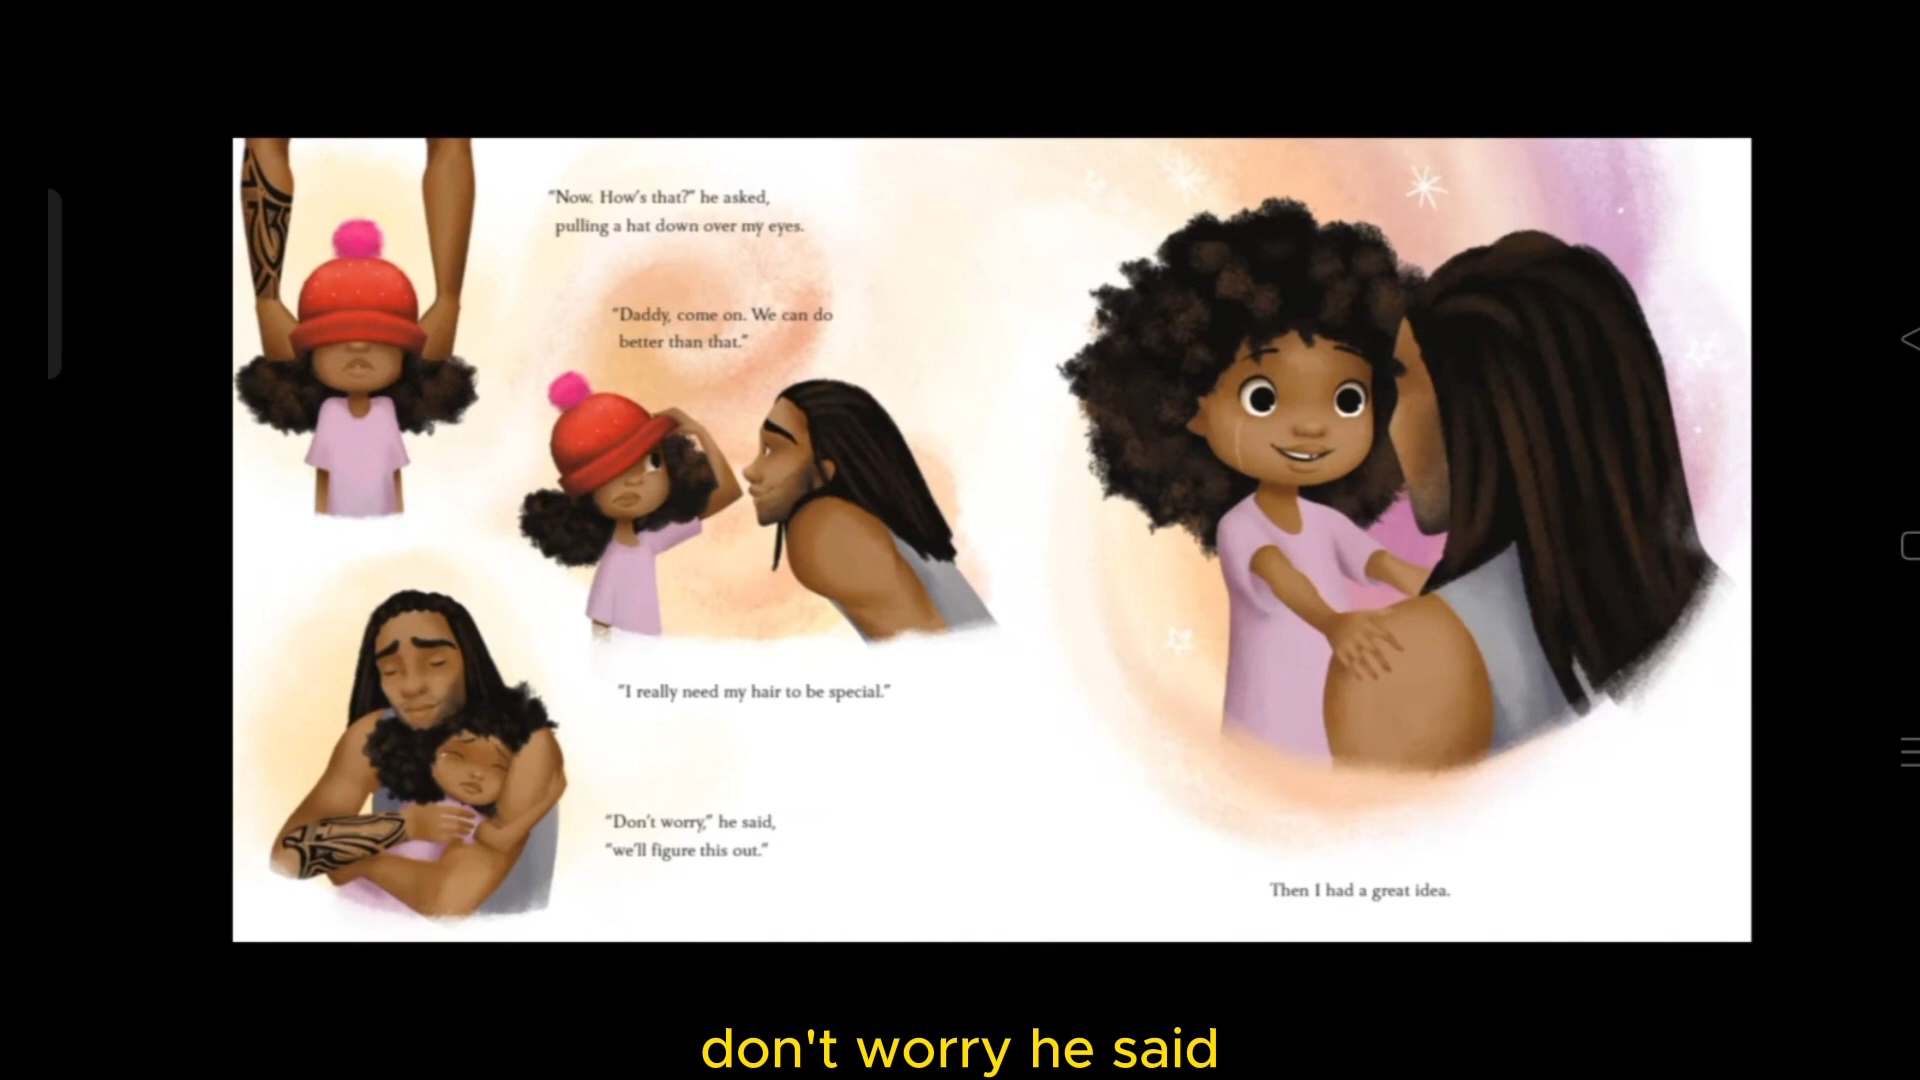 “Now. How’s that?” he asked,
pulling a hat down over my eyes.
“Daddy, come on. We can do
better than that.”
“I really need my hair to be special.”
“Don’t worry,” he said,
“we’ll figure this out.”
Then I had a great idea.
don't worry he said